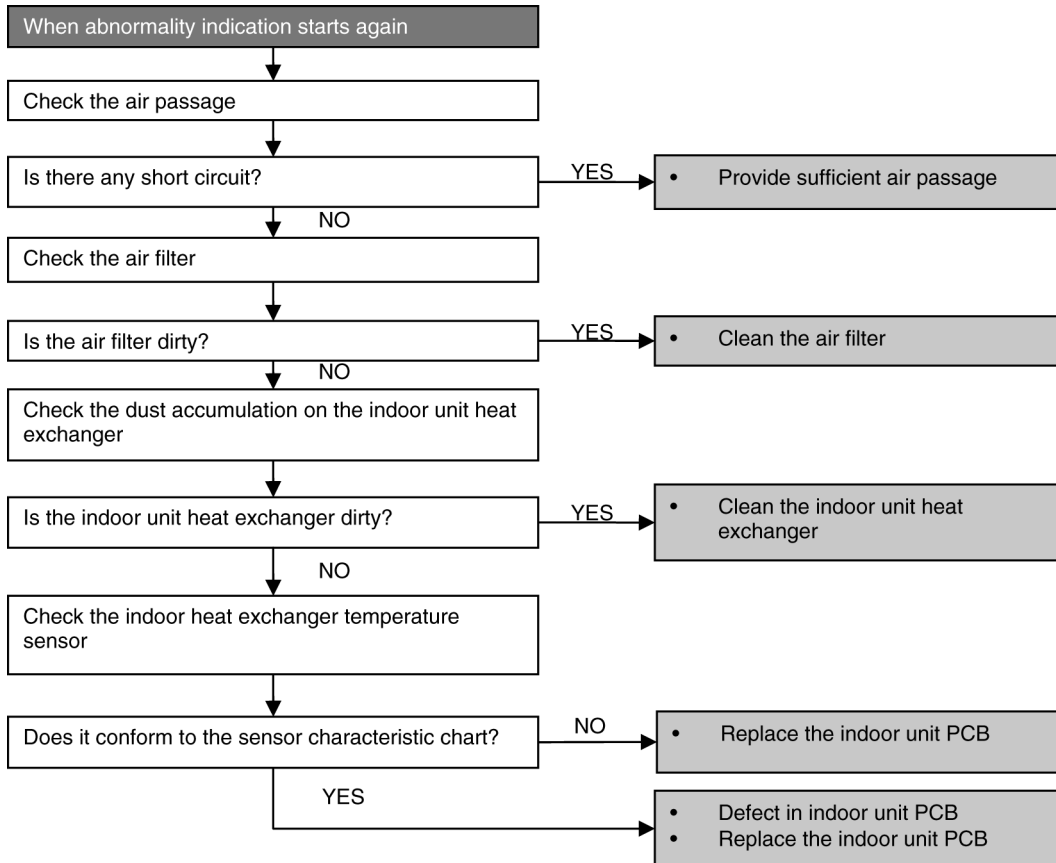 When abnormality indication starts again
Check the air passage
Is there any short circuit?
YES
• Provide sufficient air passage
NO
Check the air filter
Is the air filter dirty?
YES
• Clean the air filter
NO
Check the dust accumulation on the indoor unit heat
exchanger
Is the indoor unit heat exchanger dirty?
YES
• Clean the indoor unit heat
exchanger
NO
Check the indoor heat exchanger temperature
sensor
Does it conform to the sensor characteristic chart?
NO
• Replace the indoor unit PCB
YES
• Defect in indoor unit PCB
• Replace the indoor unit PCB